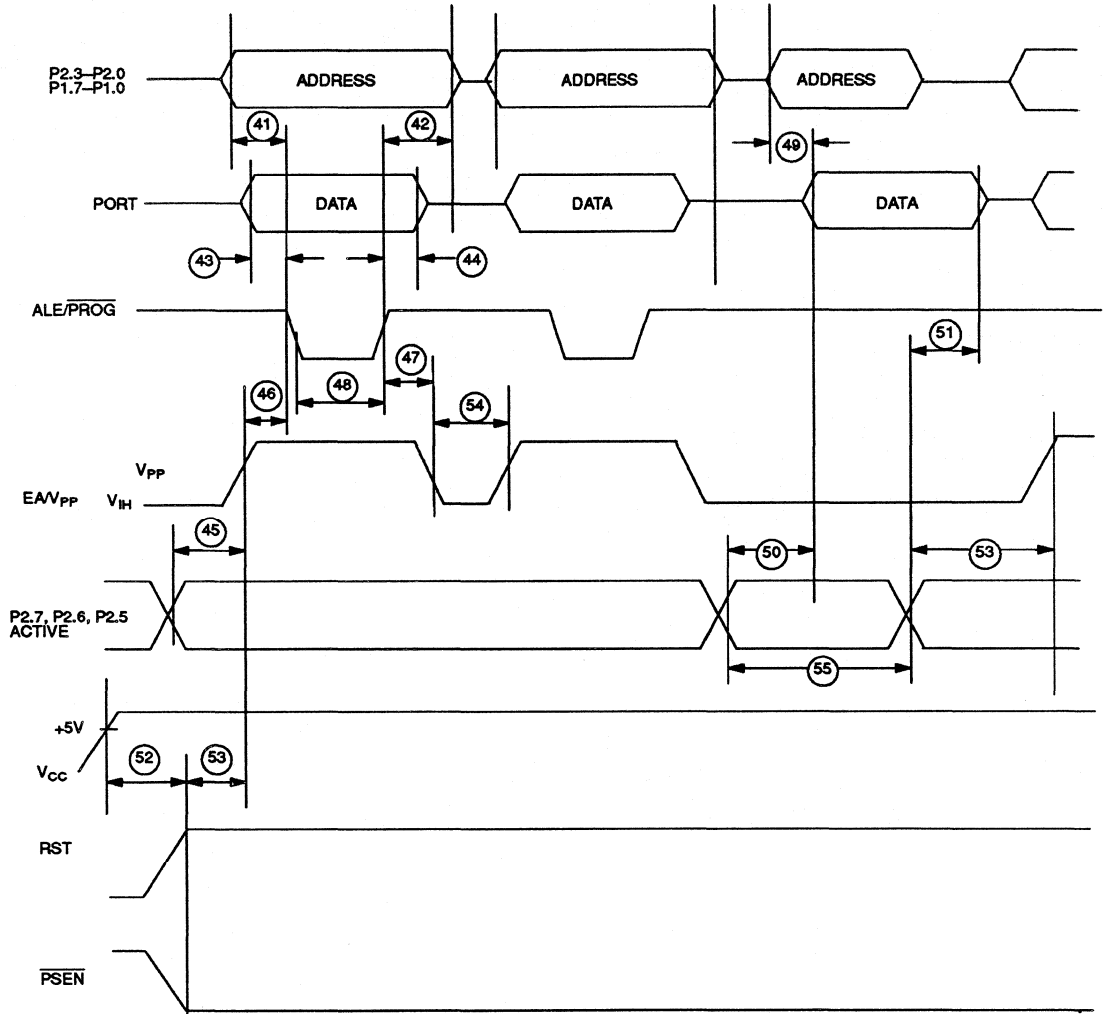 P2.3–P2.0
P1.7–P1.0
ADDRESS
ADDRESS
ADDRESS
41
42
49
PORT
DATA
DATA
DATA
43
44
ALE/PROG
51
47
48
46
54
VPP
EA/VPP
VIH
45
50
53
P2.7, P2.6, P2.5
ACTIVE
55
+5V
52
53
VCC
RST
PSEN